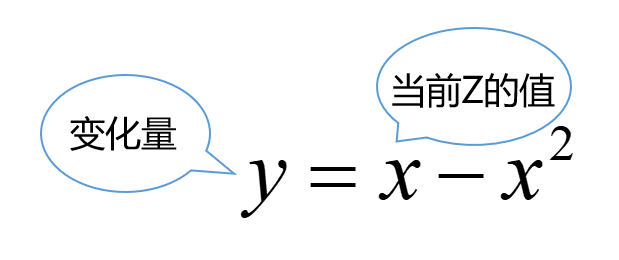 当前Z的值
变化量
y = x − x²